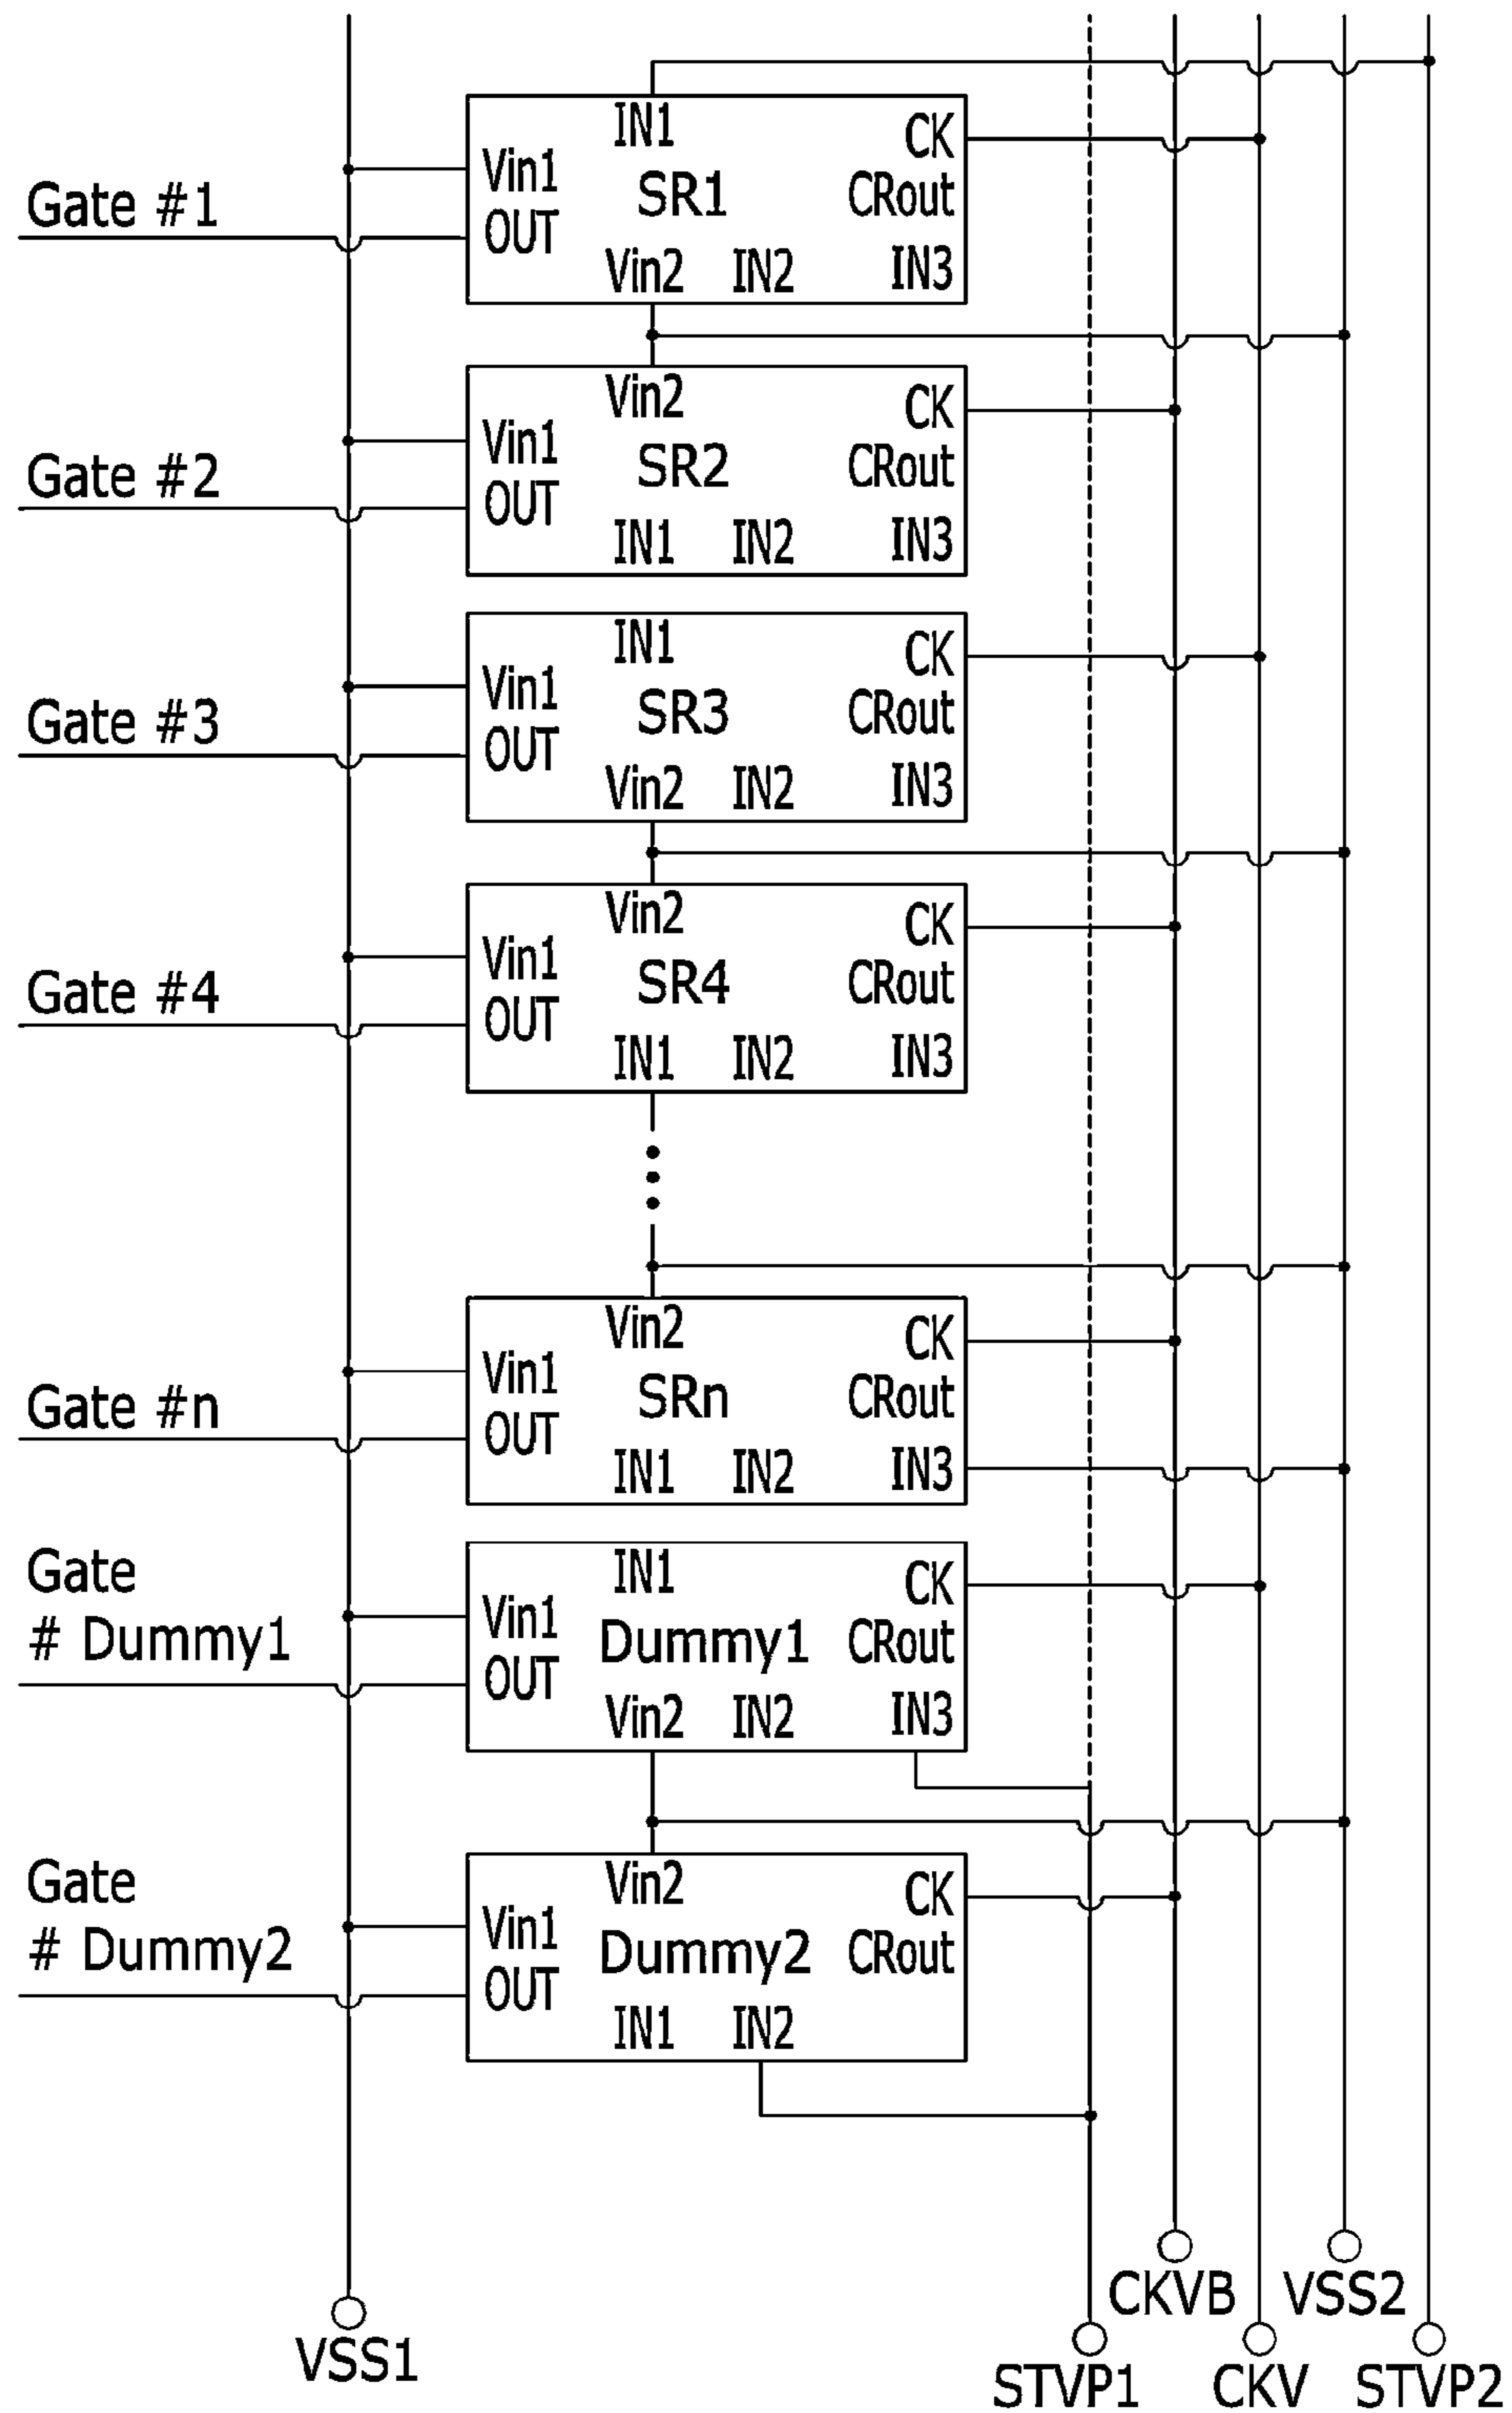 IN1 CK
Vin1 SR1 CRout
Gate #1
OUT
Vin2 IN2 IN3
Vin2 CK
Vin1 SR2 CRout
Gate #2
OUT
IN1 IN2 IN3
IN1 CK
Vin1 SR3 CRout
Gate #3
OUT
Vin2 IN2 IN3
Vin2 CK
Vin1 SR4 CRout
Gate #4
OUT
IN1 IN2 IN3
Vin2 CK
Vin1 SRn CRout
Gate #n
OUT
IN1 IN2 IN3
Gate
# Dummy1
IN1 CK
Vin1 Dummy1 CRout
OUT
Vin2 IN2 IN3
Gate
# Dummy2
Vin2 CK
Vin1 Dummy2 CRout
OUT
IN1 IN2
CKVB VSS2
VSS1
STVP1 CKV STVP2